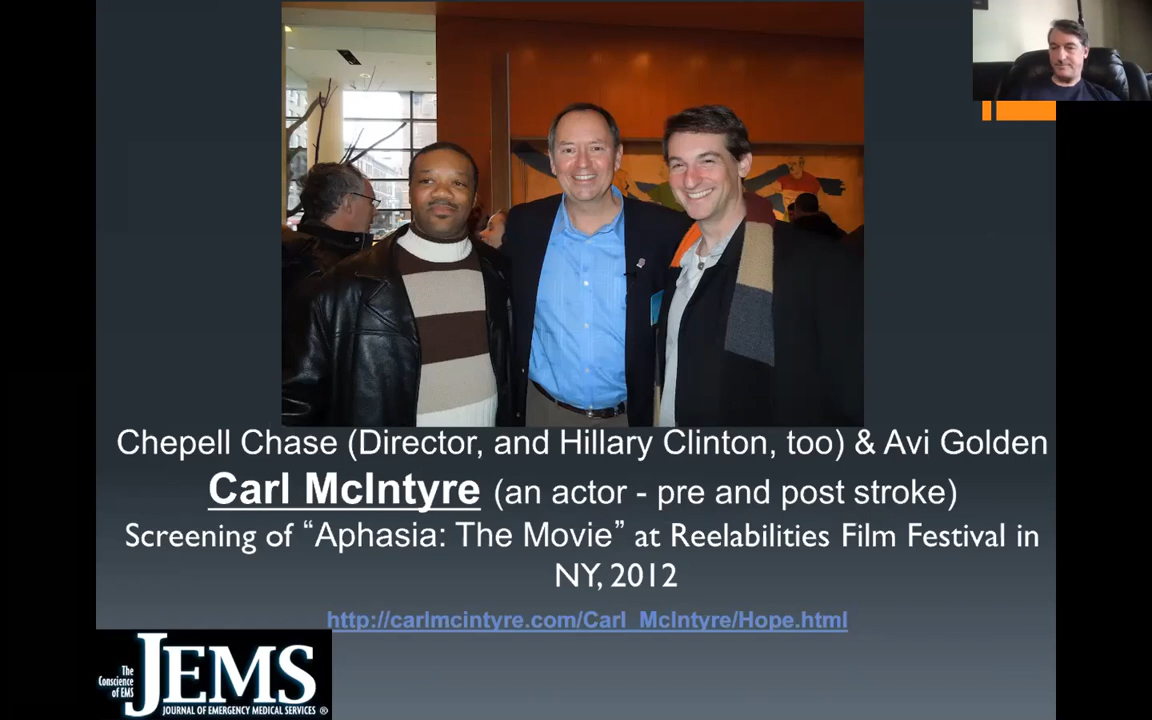 Chepell Chase (Director, and Hillary Clinton, too) & Avi Golden
Carl McIntyre (an actor - pre and post stroke)
Screening of “Aphasia: The Movie” at Reelabilities Film Festival in
NY, 2012
http://carlmcintyre.com/Carl_McIntyre/Hope.html
The
Conscience
of EMS
JEMS
JOURNAL OF EMERGENCY MEDICAL SERVICES ®